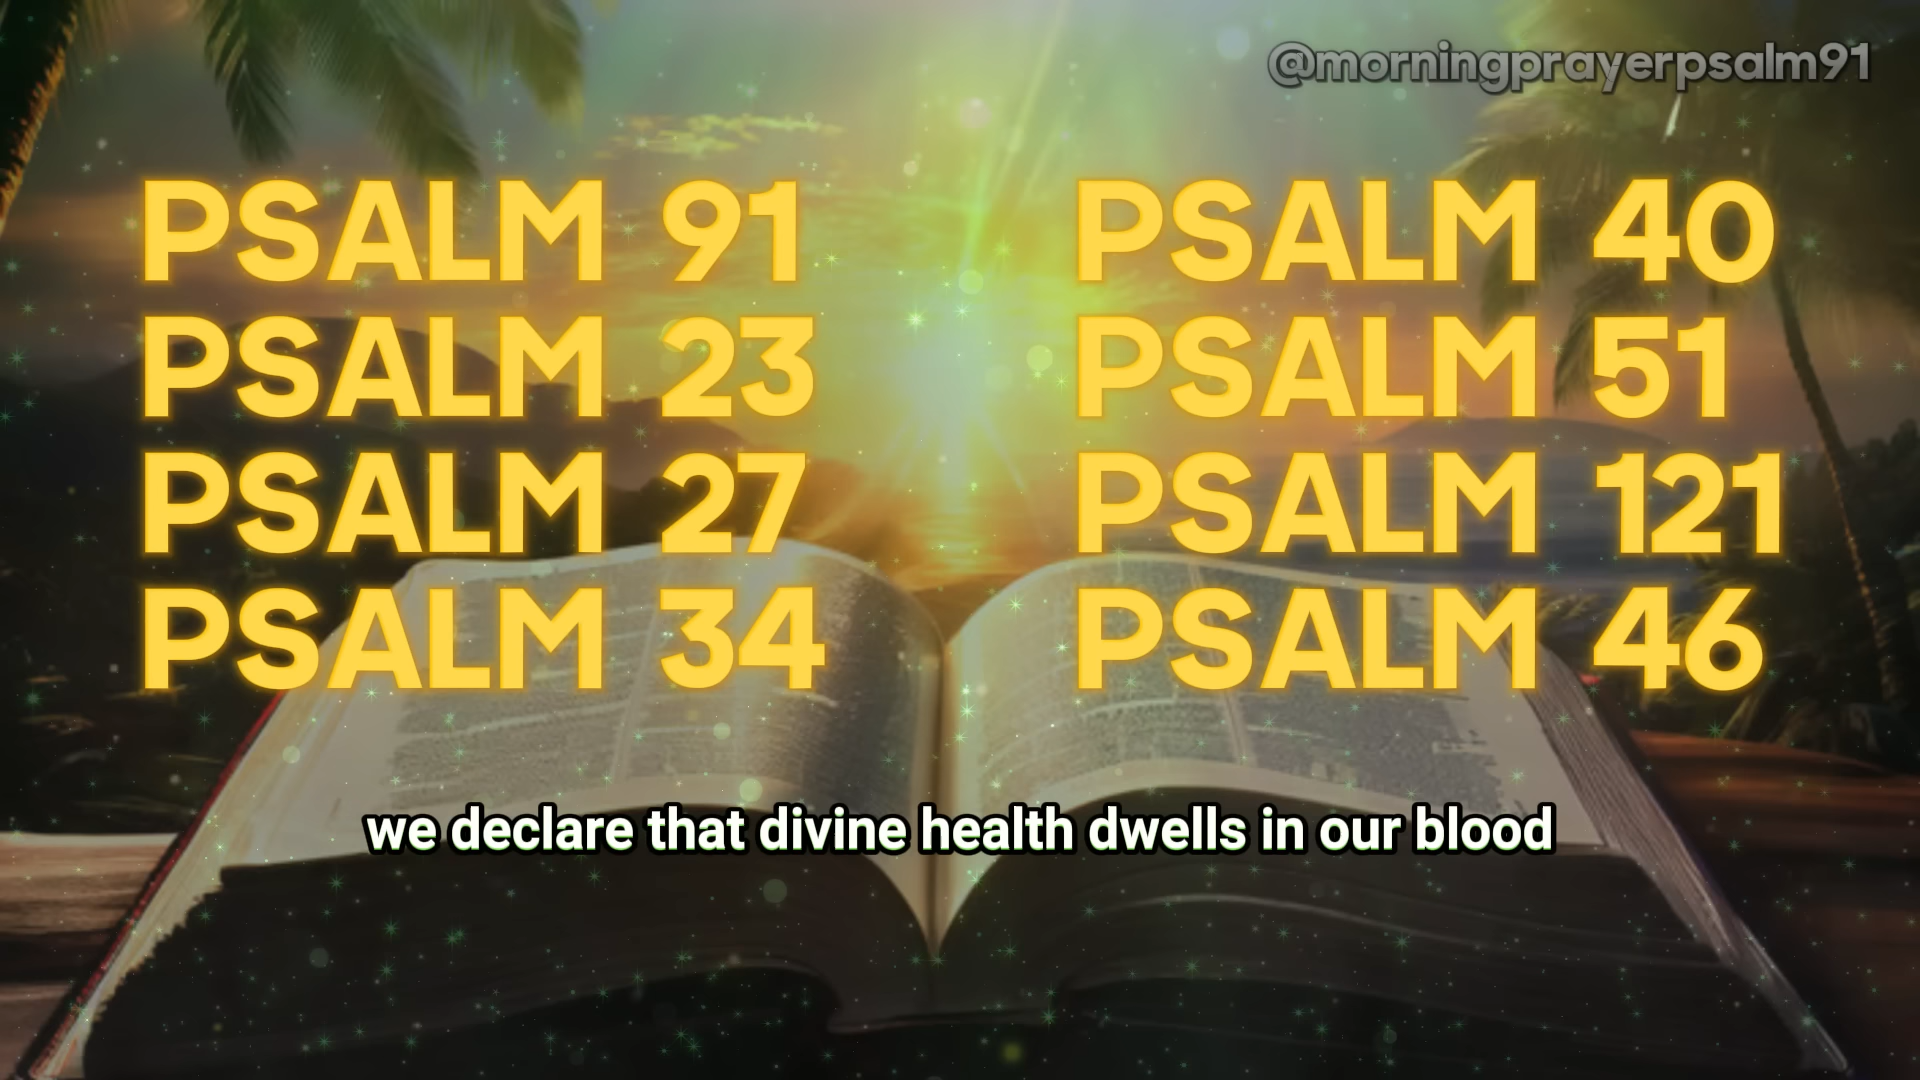 @morningprayerpsalm91
PSALM 91
PSALM 23
PSALM 27
PSALM 34
PSALM 40
PSALM 51
PSALM 121
PSALM 46
we declare that divine health dwells in our blood